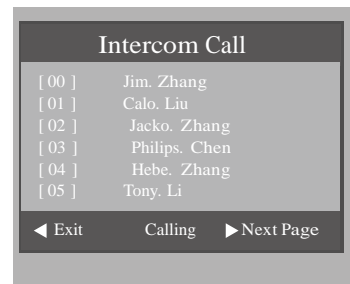 Intercom Call
[ 00 ] Jim. Zhang
[ 01 ] Calo. Liu
[ 02 ] Jacko. Zhang
[ 03 ] Philips. Chen
[ 04 ] Hebe. Zhang
[ 05 ] Tony. Li
◀ Exit Calling ▶ Next Page